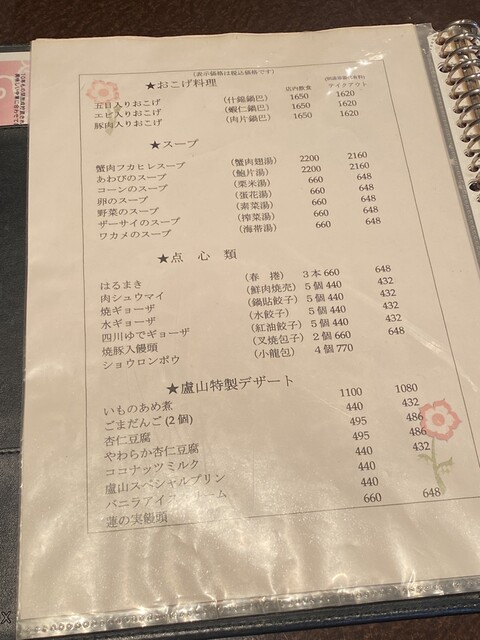 (表示価格は税込価格です)
★おこげ料理 店内飲食 テイクアウト
五目入りおこげ (什錦鍋巴) 1650 1620
エビ入りおこげ (蝦仁鍋巴) 1650 1620
豚肉入りおこげ (肉片鍋巴) 1650 1620
★スープ
蟹肉フカヒレスープ (蟹肉翅湯) 2200 2160
あわびのスープ (鮑片湯) 2200 2160
コーンのスープ (粟米湯) 660 648
卵のスープ (蛋花湯) 660 648
野菜のスープ (素菜湯) 660 648
ザーサイのスープ (搾菜湯) 660 648
ワカメのスープ (海帯湯) 660 648
★点 心 類
はるまき (春 捲) 3本 660 648
肉シュウマイ (鮮肉焼売) 5個 440 432
焼ギョーザ (鍋貼餃子) 5個 440 432
水ギョーザ (水餃子) 5個 440 432
四川ゆでギョーザ (紅油餃子) 5個 440 432
焼豚入饅頭 (叉焼包子) 2個 660 648
ショウロンポウ (小龍包) 4個 770
★盧山特製デザート
いものあめ煮 1100 1080
ごまだんご (2個) 440 432
杏仁豆腐 495 486
やわらか杏仁豆腐 495 486
ココナッツミルク 440 432
盧山スペシャルプリン 440
バニラアイスクリーム 440
蓮の実饅頭 660 648